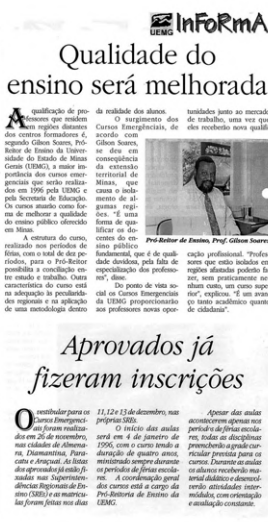 UEMG InFoRmA
Qualidade do
ensino será melhorada
A qualificação de pro-
fessores que residem
em regiões distantes
dos centros formadores é,
segundo Gilson Soares, Pró-
Reitor de Ensino da Univer-
sidade do Estado de Minas
Gerais (UEMG), a maior im-
portância dos cursos emer-
genciais que serão realiza-
dos em 1996 pela UEMG e
pela Secretaria de Educação.
Os cursos atuarão como for-
ma de melhorar a qualidade
do ensino público oferecido
em Minas.
A estrutura do curso,
realizado nos períodos de
férias, com o total de dez pe-
ríodos, para o Pró-Reitor
possibilita a conciliação en-
tre estudo e trabalho. Outra
característica do curso está
na adequação às peculiarida-
des regionais e na aplicação
de uma metodologia dentro
da realidade dos alunos.
O surgimento dos
Cursos Emergenciais, de
acordo com
Gilson Soares,
se deu em
conseqüência
da extensão
territorial de
Minas, que
causa o isola-
mento de al-
gumas regi-
ões. "É uma
forma de qua-
lificar os do-
centes do en-
sino público
fundamental, que é de quali-
dade duvidosa, pela falta de
especialização dos professo-
res", disse.
Do ponto de vista so-
cial os Cursos Emergenciais
da UEMG proporcionarão
aos professores novas opor-
tunidades junto ao mercado
de trabalho, uma vez que
eles receberão nova qualifi-
Pró-Reitor de Ensino, Prof. Gilson Soares
cação profissional. "Profes-
sores que estão isolados em
regiões afastadas poderão fa-
zer, sem praticamente ne-
nhum custo, um curso supe-
rior", explicou. "É um avan-
ço tanto acadêmico quanto
de cidadania".
Aprovados já
fizeram inscrições
O vestibular para os
Cursos Emergenci-
ais foram realiza-
dos em 26 de novembro,
nas cidades de Almena-
ra, Diamantina, Para-
catu e Araçuaí. As listas
dos aprovados já estão fi-
xadas nas Superinten-
dências Regionais de En-
sino (SREs) e as matrícu-
las foram feitas nos dias
11, 12 e 13 de dezembro, nas
próprias SREs.
O início das aulas
será em 4 de janeiro de
1996, com o curso tendo a
duração de quatro anos,
ministrado sempre durante
os períodos de férias escola-
res. A coordenação geral
dos cursos está a cargo da
Pró-Reitoria de Ensino da
UEMG.
Apesar das aulas
acontecerem apenas nos
períodos de férias escola-
res, todas as disciplinas
preencherão a grade cur-
ricular prevista para os
cursos. Durante as aulas
os alunos receberão ma-
terial didático e desenvol-
verão atividades exter-
módulos, com orientação
e avaliação constante.